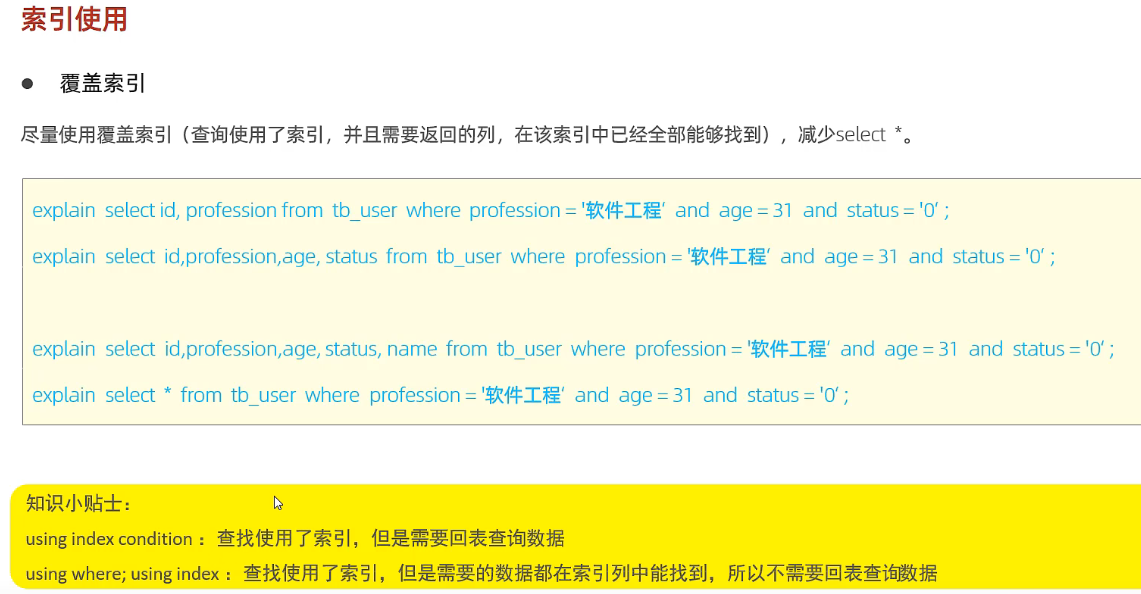 索引使用
● 覆盖索引
尽量使用覆盖索引（查询使用了索引，并且需要返回的列，在该索引中已经全部能够找到），减少select *。
explain select id, profession from tb_user where profession = '软件工程‘ and age = 31 and status = '0‘ ;
explain select id,profession,age, status from tb_user where profession = '软件工程‘ and age = 31 and status = '0‘ ;
explain select id,profession,age, status, name from tb_user where profession = '软件工程‘ and age = 31 and status = '0‘ ;
explain select * from tb_user where profession = '软件工程‘ and age = 31 and status = '0‘ ;
知识小贴士：
using index condition ：查找使用了索引，但是需要回表查询数据
using where; using index ：查找使用了索引，但是需要的数据都在索引列中能找到，所以不需要回表查询数据